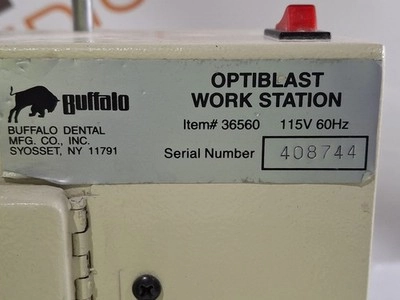 Buffalo
BUFFALO DENTAL
MFG. CO., INC.
SYOSSET, NY 11791
OPTIBLAST
WORK STATION
Item# 36560 115V 60Hz
Serial Number 408744